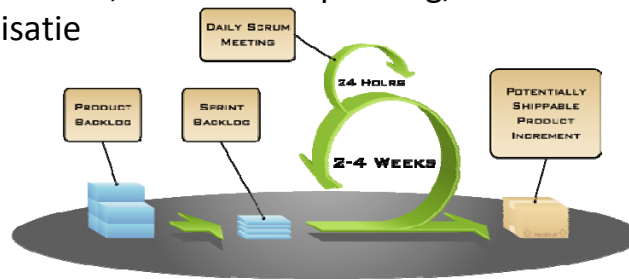 isatie
DAILY SCRUM
MEETING
24 HOURS
PRODUCT
BACKLOG
SPRINT
BACKLOG
POTENTIALLY
SHIPPABLE
PRODUCT
INCREMENT
2-4 WEEKS